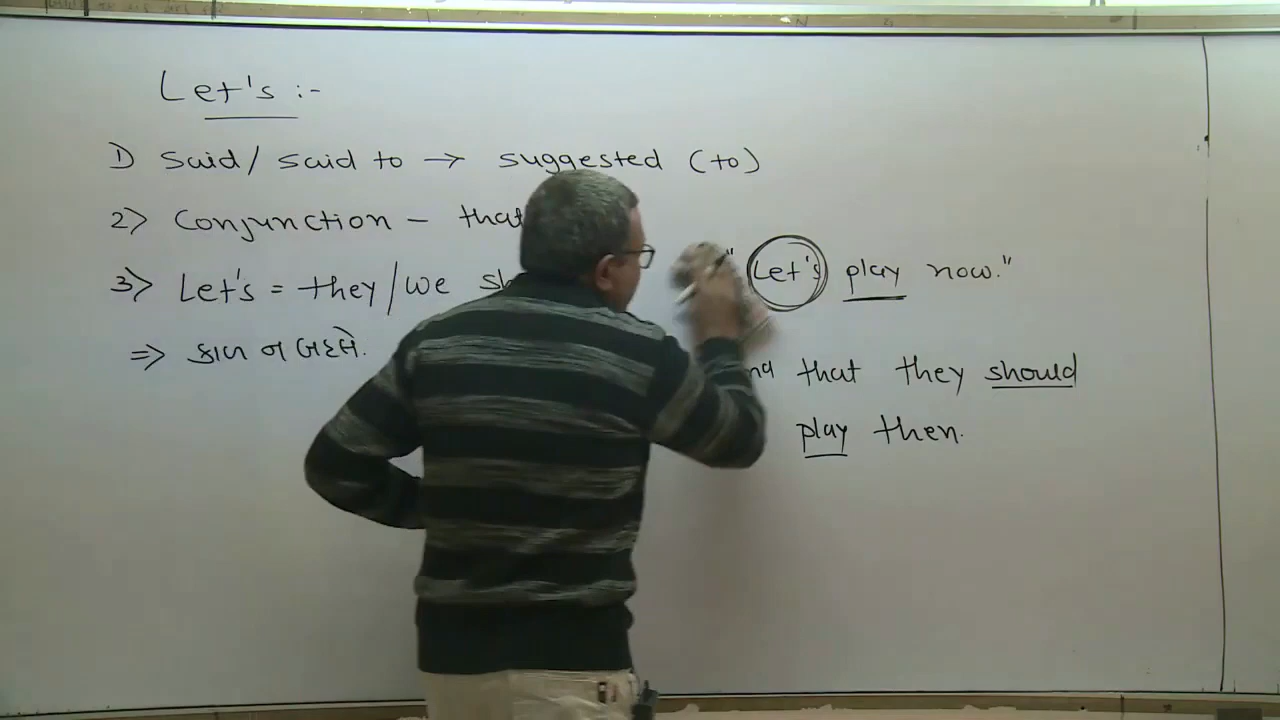 Let's :-
1) Said / said to → suggested (to)
2) Conjunction - that
3) Let's = they / we sh
⇒ કાળ ન બદલે.
" Let's play now."
that they should
play then.